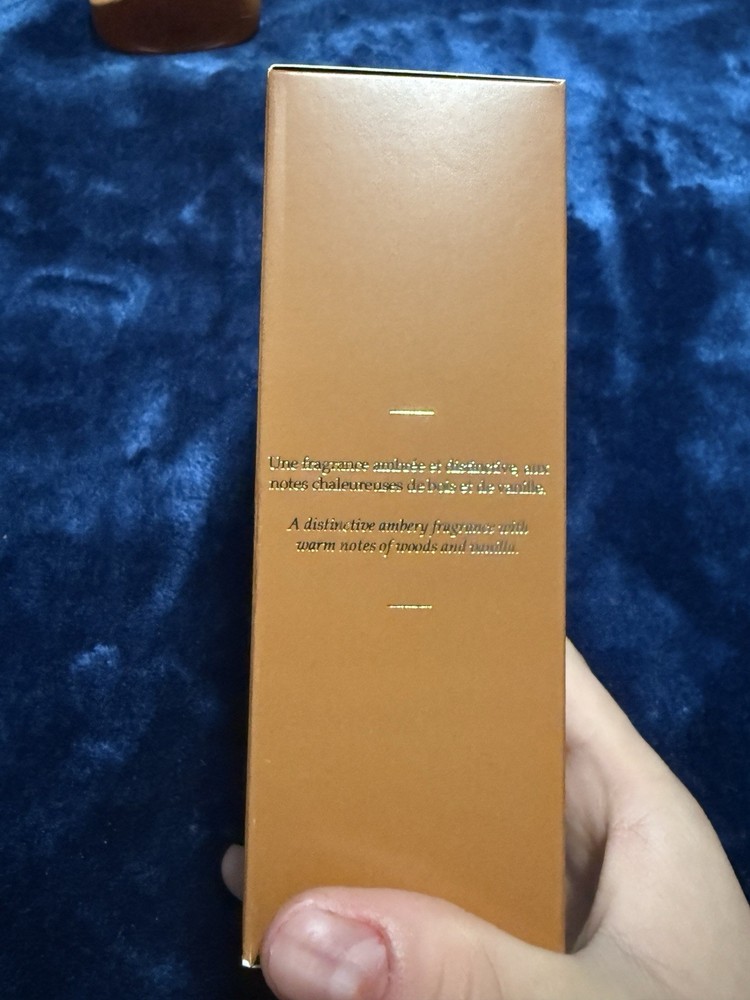 Une fragrance ambrée et distinctive, aux
notes chaleureuses de bois et de vanille.
A distinctive ambery fragrance with
warm notes of woods and vanilla.